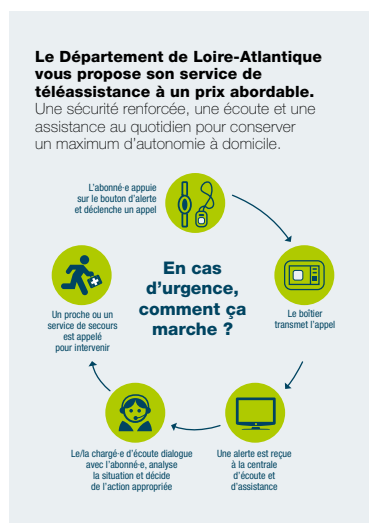 Le Département de Loire-Atlantique
vous propose son service de
téléassistance à un prix abordable.
Une sécurité renforcée, une écoute et une
assistance au quotidien pour conserver
un maximum d’autonomie à domicile.
L’abonné·e appuie
sur le bouton d’alerte
et déclenche un appel
En cas
d’urgence,
comment ça
marche ?
Le boîtier
transmet l’appel
Une alerte est reçue
à la centrale
d’écoute et
d’assistance
Le/la chargé·e d’écoute dialogue
avec l’abonné·e, analyse
la situation et décide
de l’action appropriée
Un proche ou un
service de secours
est appelé
pour intervenir